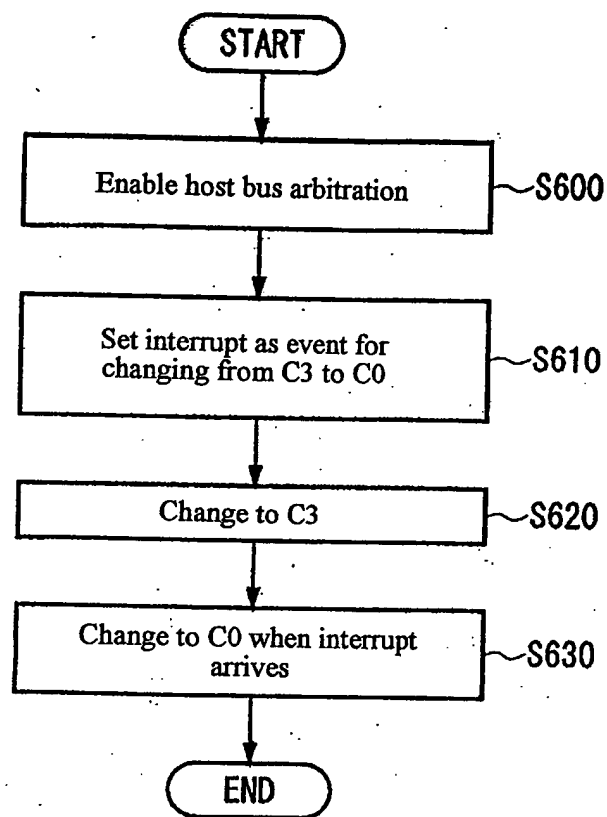 START
Enable host bus arbitration
S600
Set interrupt as event for
changing from C3 to C0
S610
Change to C3
S620
Change to C0 when interrupt
arrives
S630
END